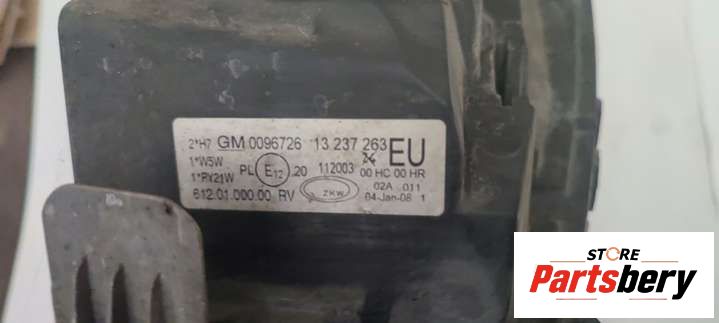 2*H7 GM 0096726 13 237 263 EU
1*W5W PL E12 20 112003 00 HC 00 HR
1*PX21W 02A 011
612.01.000.00 RV ZKW 04-Jan-08 1
STORE
Partsbery